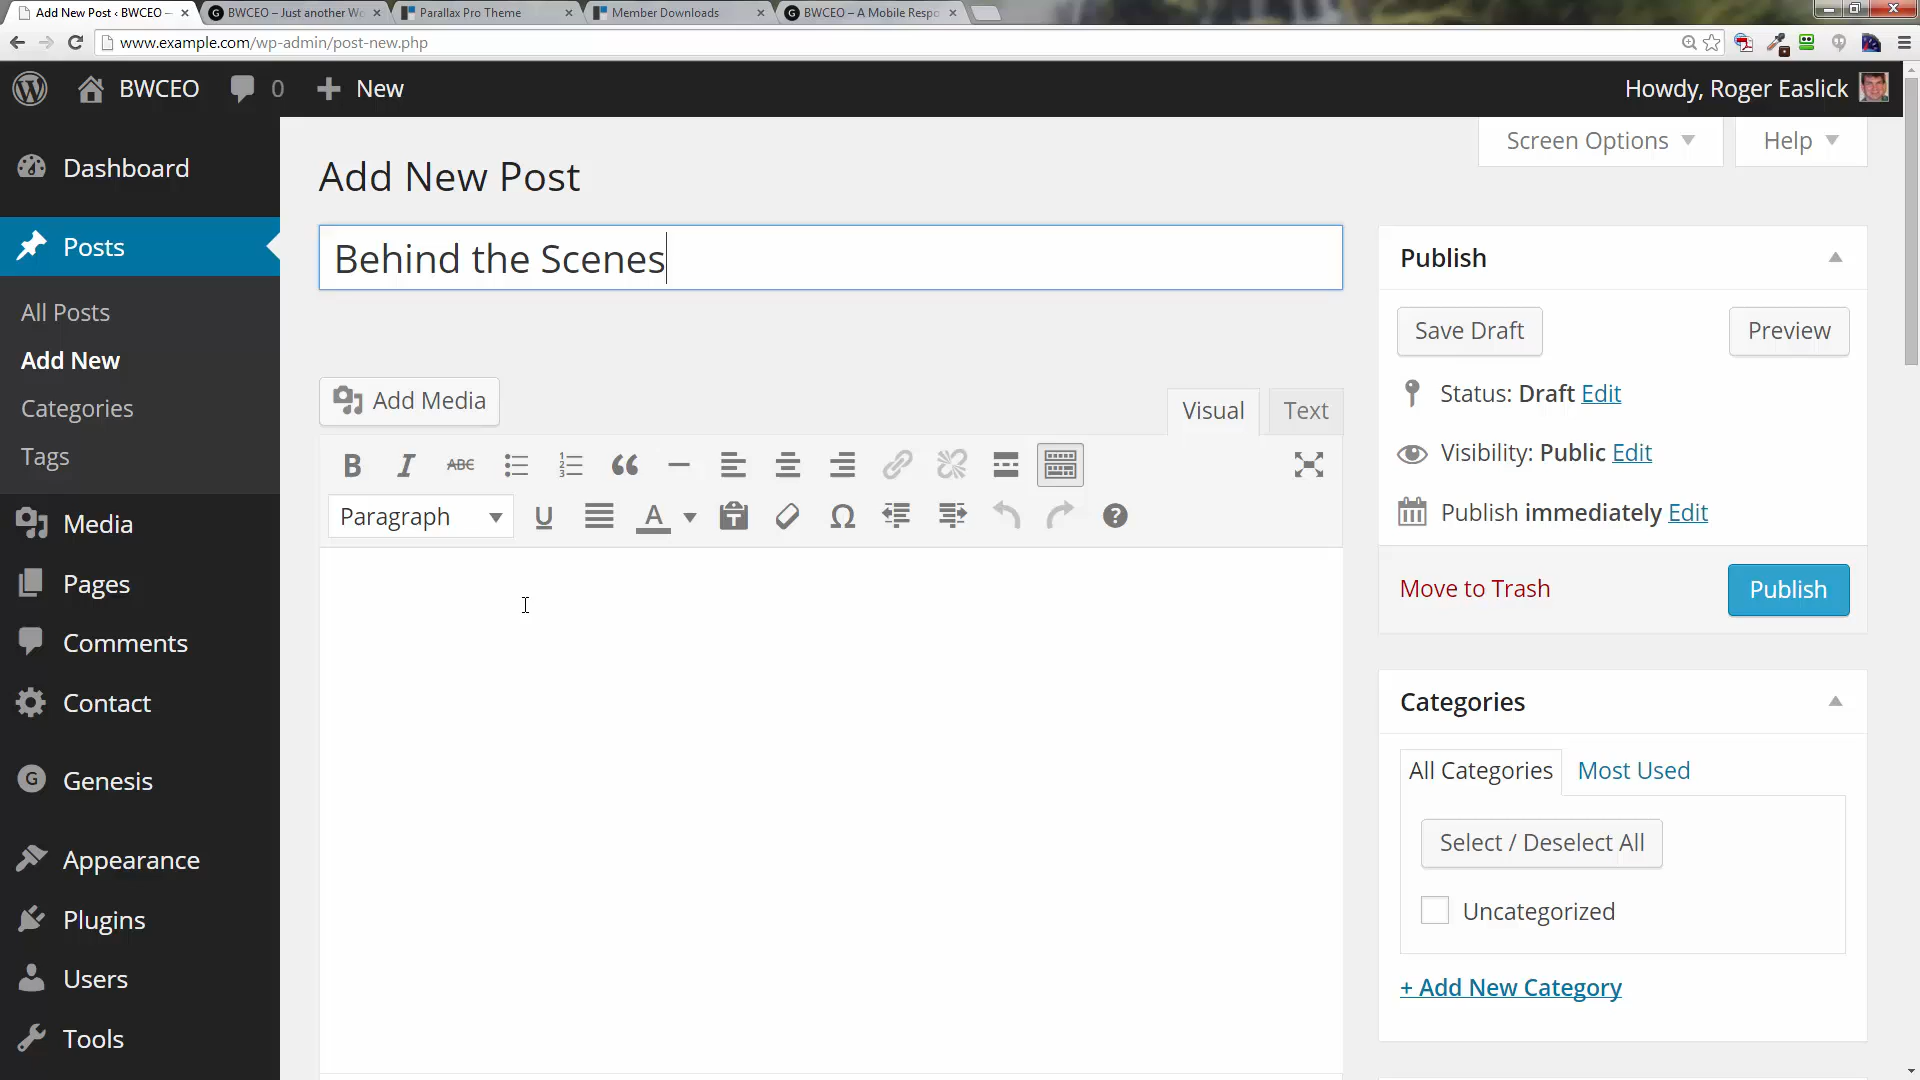 Add New Post ‹ BWCEO –
BWCEO – Just another Wo
Parallax Pro Theme
Member Downloads
BWCEO – A Mobile Respo
www.example.com/wp-admin/post-new.php
BWCEO
0
New
Howdy, Roger Easlick
Screen Options
Help
Dashboard
Posts
All Posts
Add New
Categories
Tags
Media
Pages
Comments
Contact
Genesis
Appearance
Plugins
Users
Tools
Add New Post
Behind the Scenes
Add Media
Visual
Text
B
I
ABC
Paragraph
U
A
Ω
?
Publish
Save Draft
Preview
Status: Draft Edit
Visibility: Public Edit
Publish immediately Edit
Move to Trash
Publish
Categories
All Categories
Most Used
Select / Deselect All
Uncategorized
+ Add New Category